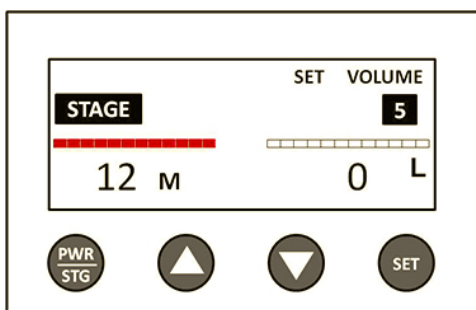 SET VOLUME
STAGE 5
12 M 0 L
PWR
STG
SET